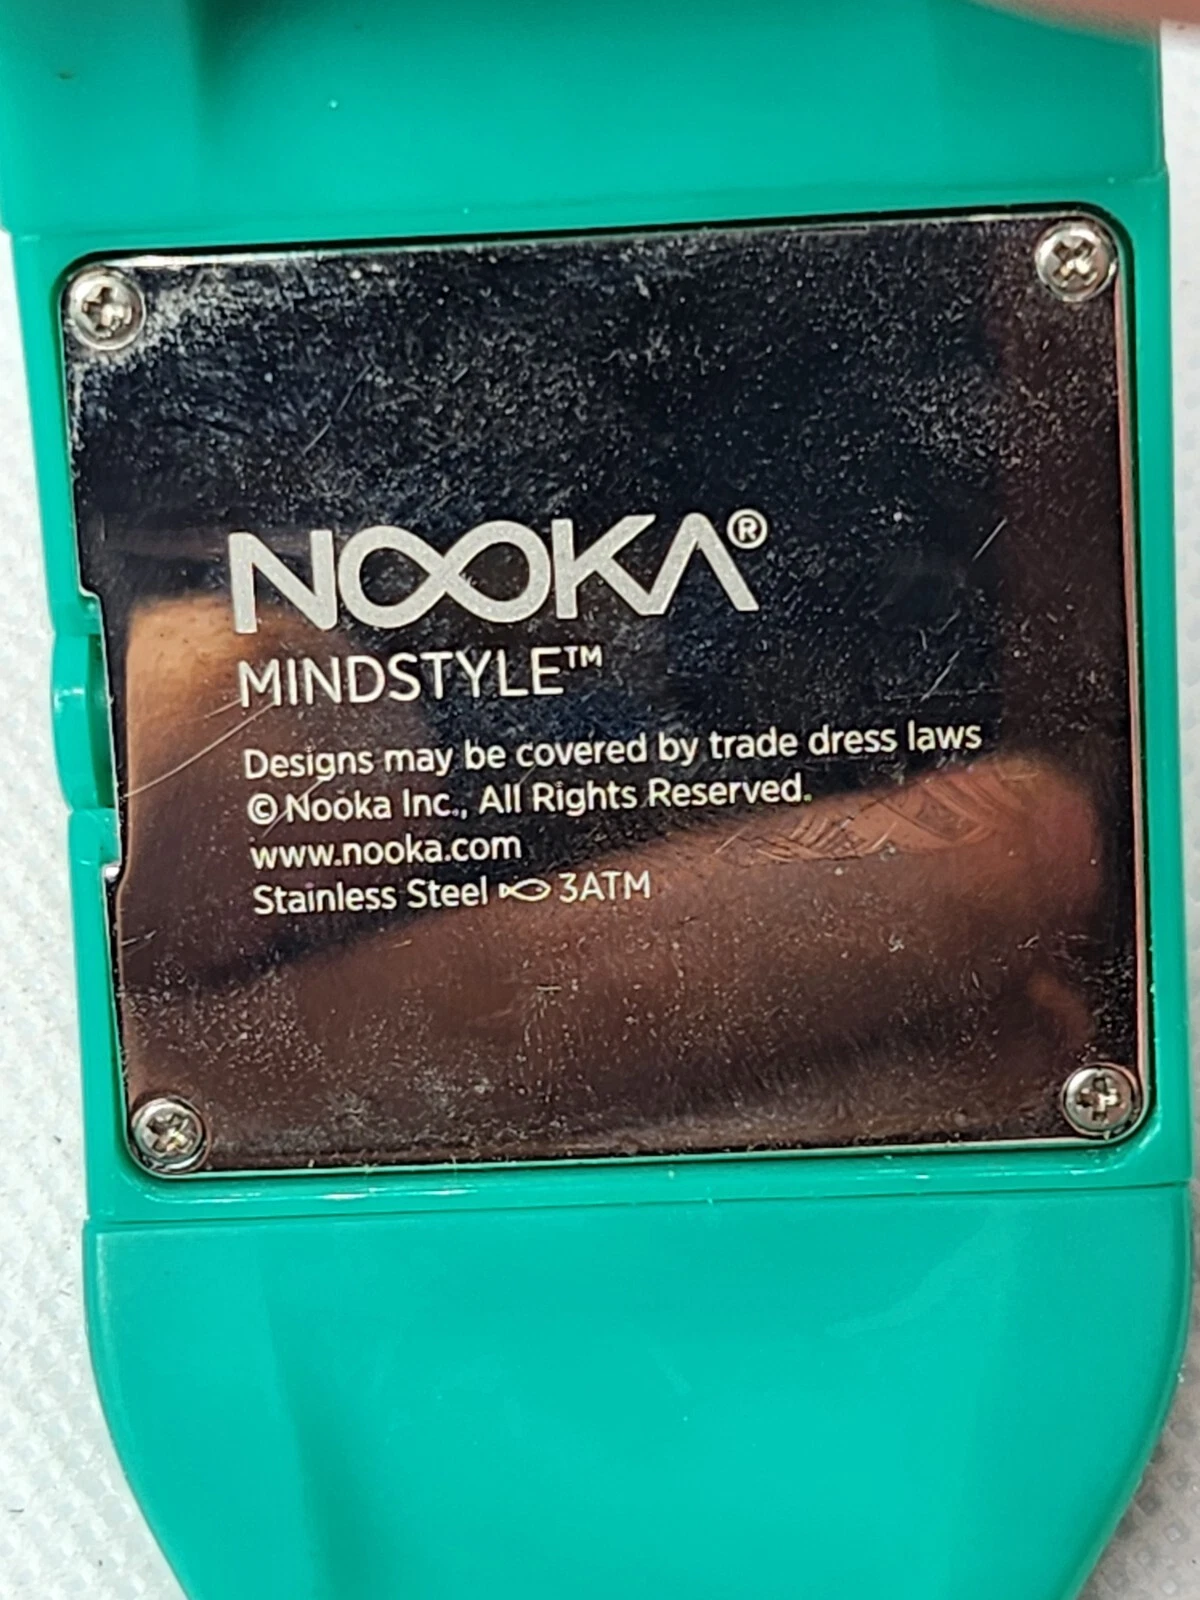 NOOKA®
MINDSTYLE™
Designs may be covered by trade dress laws
© Nooka Inc., All Rights Reserved.
www.nooka.com
Stainless Steel 3ATM